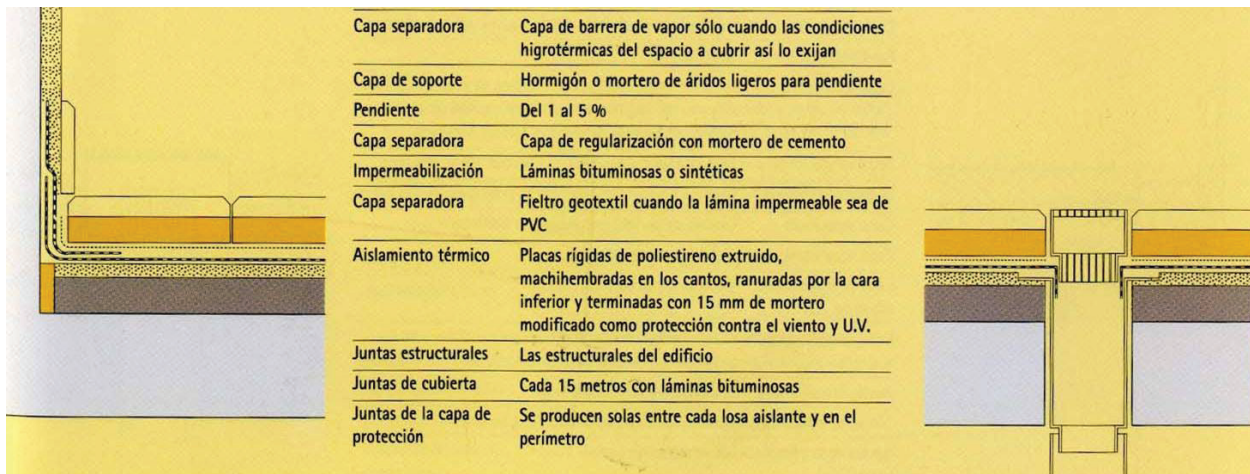 Capa separadora Capa de barrera de vapor sólo cuando las condiciones
higrotérmicas del espacio a cubrir así lo exijan
Capa de soporte Hormigón o mortero de áridos ligeros para pendiente
Pendiente Del 1 al 5 %
Capa separadora Capa de regularización con mortero de cemento
Impermeabilización Láminas bituminosas o sintéticas
Capa separadora Fieltro geotextil cuando la lámina impermeable sea de
PVC
Aislamiento térmico Placas rígidas de poliestireno extruido,
machihembradas en los cantos, ranuradas por la cara
inferior y terminadas con 15 mm de mortero
modificado como protección contra el viento y U.V.
Juntas estructurales Las estructurales del edificio
Juntas de cubierta Cada 15 metros con láminas bituminosas
Juntas de la capa de Se producen solas entre cada losa aislante y en el
protección perímetro